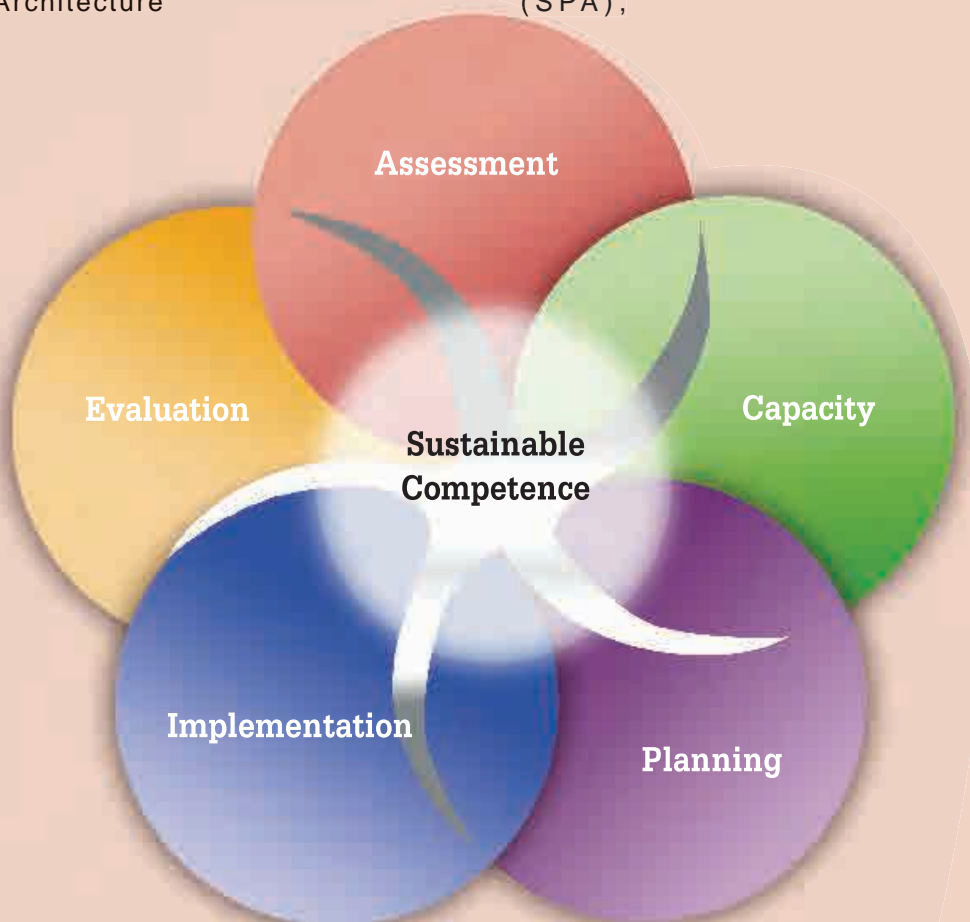 Architecture (SPA),
Assessment
Evaluation
Capacity
Sustainable
Competence
Implementation
Planning